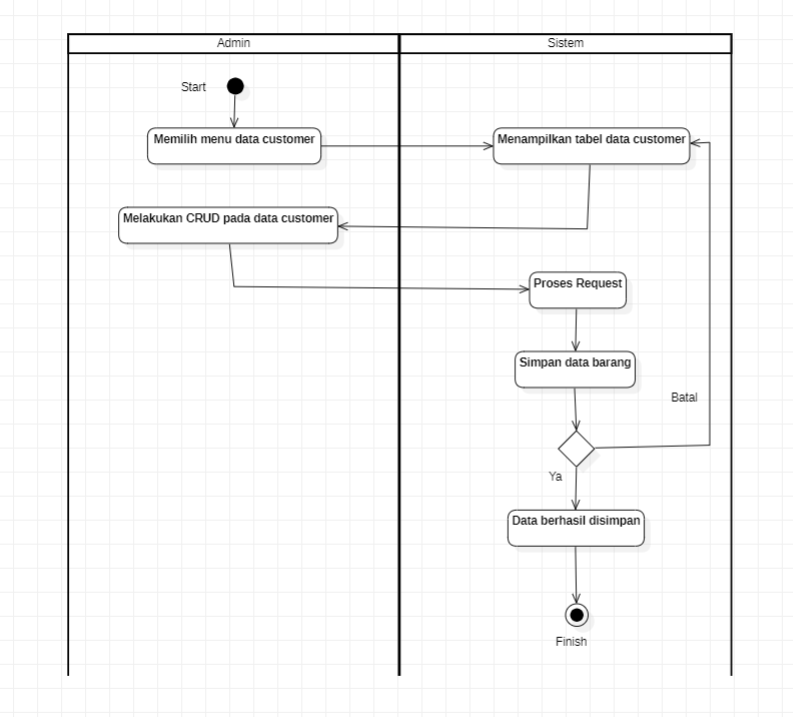 Admin
Sistem
Start
Memilih menu data customer
Menampilkan tabel data customer
Melakukan CRUD pada data customer
Proses Request
Simpan data barang
Batal
Ya
Data berhasil disimpan
Finish